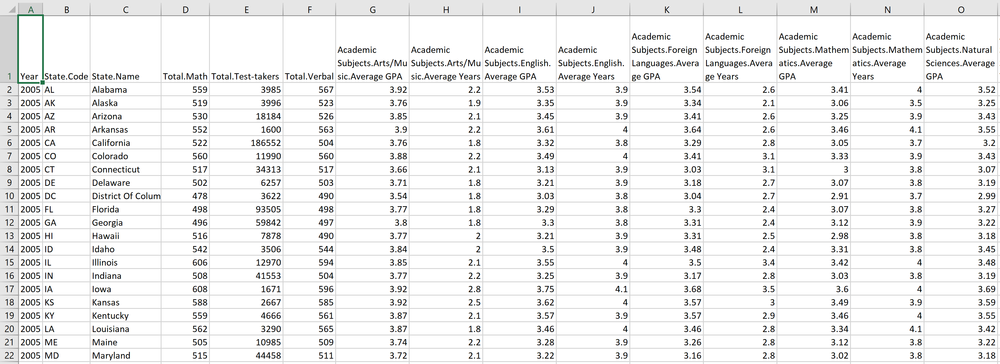 A B C D E F G H I J K L M N O
1 Year State.Code State.Name Total.Math Total.Test-takers Total.Verbal Academic Subjects.Arts/Music.Average GPA Academic Subjects.Arts/Music.Average Years Academic Subjects.English.Average GPA Academic Subjects.English.Average Years Academic Subjects.Foreign Languages.Average GPA Academic Subjects.Foreign Languages.Average Years Academic Subjects.Mathematics.Average GPA Academic Subjects.Mathematics.Average Years Academic Subjects.Natural Sciences.Average GPA
2 2005 AL Alabama 559 3985 567 3.92 2.2 3.53 3.9 3.54 2.6 3.41 4 3.52
3 2005 AK Alaska 519 3996 523 3.76 1.9 3.35 3.9 3.34 2.1 3.06 3.5 3.25
4 2005 AZ Arizona 530 18184 526 3.85 2.1 3.45 3.9 3.41 2.6 3.25 3.9 3.43
5 2005 AR Arkansas 552 1600 563 3.9 2.2 3.61 4 3.64 2.6 3.46 4.1 3.55
6 2005 CA California 522 186552 504 3.76 1.8 3.32 3.8 3.29 2.8 3.05 3.7 3.2
7 2005 CO Colorado 560 11990 560 3.88 2.2 3.49 4 3.41 3.1 3.33 3.9 3.43
8 2005 CT Connecticut 517 34313 517 3.66 2.1 3.13 3.9 3.03 3.1 3 3.8 3.07
9 2005 DE Delaware 502 6257 503 3.71 1.8 3.21 3.9 3.18 2.7 3.07 3.8 3.19
10 2005 DC District Of Colum 478 3622 490 3.54 1.8 3.03 3.8 3.04 2.7 2.91 3.7 2.99
11 2005 FL Florida 498 93505 498 3.77 1.8 3.29 3.8 3.3 2.4 3.07 3.8 3.27
12 2005 GA Georgia 496 59842 497 3.8 1.8 3.3 3.8 3.31 2.4 3.12 3.9 3.22
13 2005 HI Hawaii 516 7878 490 3.77 2 3.21 3.9 3.31 2.5 2.98 3.8 3.18
14 2005 ID Idaho 542 3506 544 3.84 2 3.5 3.9 3.48 2.4 3.31 3.8 3.45
15 2005 IL Illinois 606 12970 594 3.85 2.1 3.55 4 3.5 3.4 3.42 4 3.48
16 2005 IN Indiana 508 41553 504 3.77 2.2 3.25 3.9 3.17 2.8 3.03 3.8 3.19
17 2005 IA Iowa 608 1671 596 3.92 2.8 3.75 4.1 3.68 3.5 3.6 4 3.69
18 2005 KS Kansas 588 2667 585 3.92 2.5 3.62 4 3.57 3 3.49 3.9 3.59
19 2005 KY Kentucky 559 4666 561 3.87 2.1 3.57 3.9 3.57 2.9 3.46 4 3.55
20 2005 LA Louisiana 562 3290 565 3.87 1.8 3.46 4 3.46 2.8 3.34 4.1 3.42
21 2005 ME Maine 505 10985 509 3.74 2.2 3.28 3.9 3.26 2.8 3.12 3.8 3.22
22 2005 MD Maryland 515 44458 511 3.72 2.1 3.22 3.9 3.16 2.8 3.02 3.8 3.18